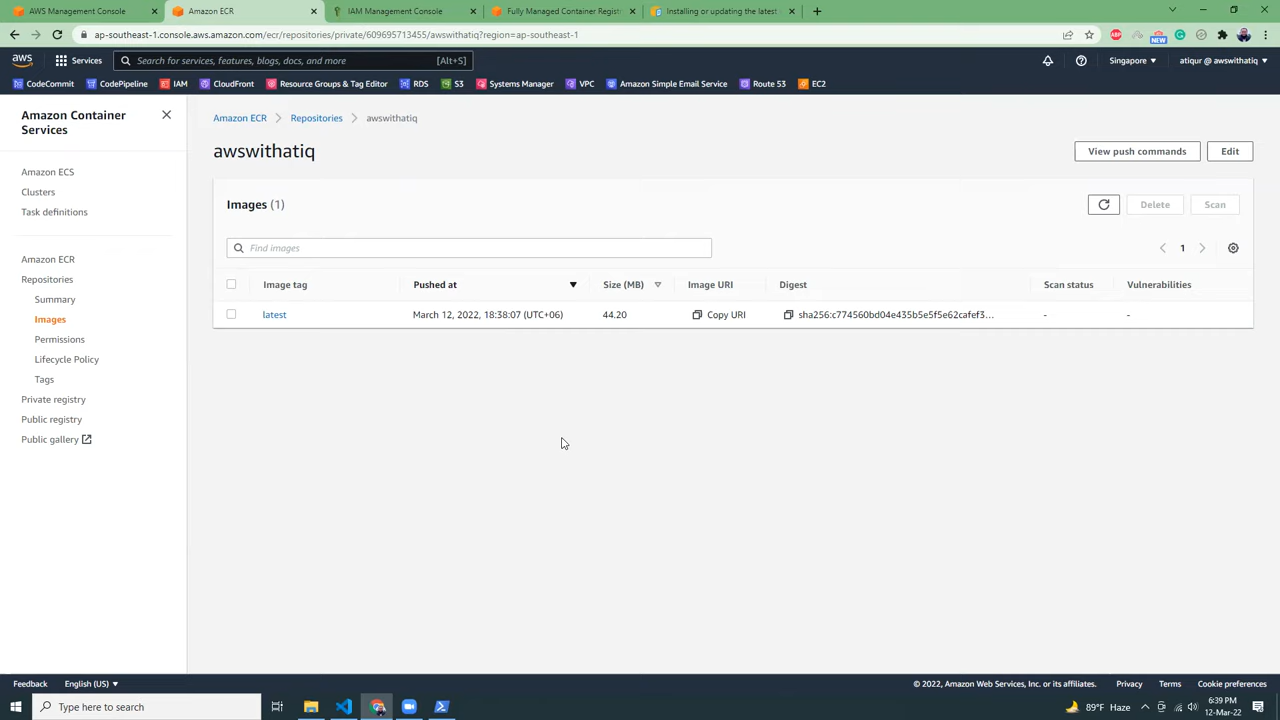 AWS Management Console
Amazon ECR
IAM Management Console
Fully Managed Container Registr
Installing or updating the latest
ap-southeast-1.console.aws.amazon.com/ecr/repositories/private/609695713455/awswithatiq?region=ap-southeast-1
ABP
NEW
aws
Services
Search for services, features, blogs, docs, and more
[Alt+S]
Singapore
atiqur @ awswithatiq
CodeCommit
CodePipeline
IAM
CloudFront
Resource Groups & Tag Editor
RDS
S3
Systems Manager
VPC
Amazon Simple Email Service
Route 53
EC2
Amazon Container
Services
Amazon ECS
Clusters
Task definitions
Amazon ECR
Repositories
Summary
Images
Permissions
Lifecycle Policy
Tags
Private registry
Public registry
Public gallery
Amazon ECR
Repositories
awswithatiq
awswithatiq
View push commands
Edit
Images (1)
Delete
Scan
Find images
1
Image tag
Pushed at
Size (MB)
Image URI
Digest
Scan status
Vulnerabilities
latest
March 12, 2022, 18:38:07 (UTC+06)
44.20
Copy URI
sha256:c774560bd04e435b5e5f5e62cafef3...
-
-
Feedback
English (US)
© 2022, Amazon Web Services, Inc. or its affiliates.
Privacy
Terms
Cookie preferences
Type here to search
89°F Haze
6:39 PM
12-Mar-22